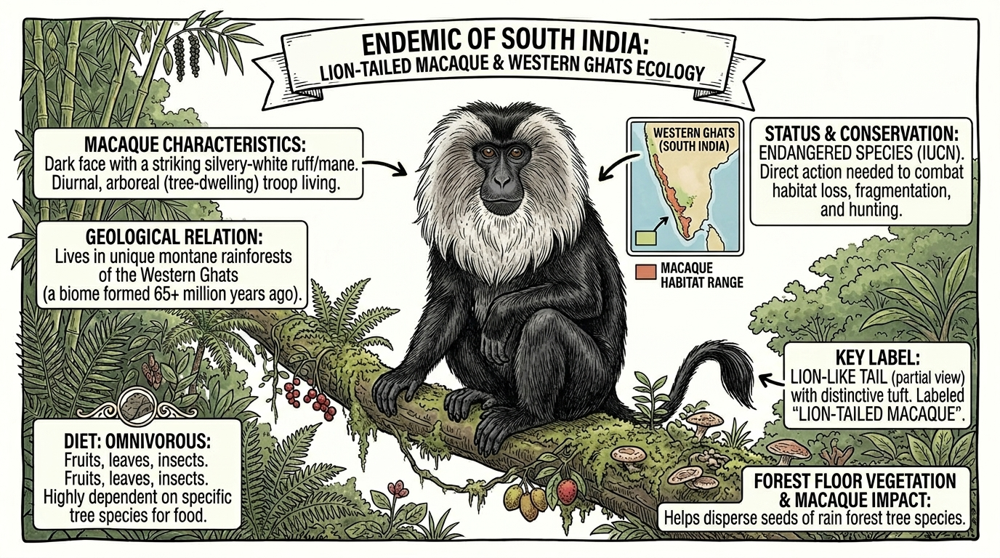 ENDEMIC OF SOUTH INDIA:
LION-TAILED MACAQUE & WESTERN GHATS ECOLOGY
MACAQUE CHARACTERISTICS:
Dark face with a striking silvery-white ruff/mane.
Diurnal, arboreal (tree-dwelling) troop living.
WESTERN GHATS
(SOUTH INDIA)
MACAQUE
HABITAT RANGE
STATUS & CONSERVATION:
ENDANGERED SPECIES (IUCN).
Direct action needed to combat
habitat loss, fragmentation,
and hunting.
GEOLOGICAL RELATION:
Lives in unique montane rainforests
of the Western Ghats
(a biome formed 65+ million years ago).
KEY LABEL:
LION-LIKE TAIL (partial view)
with distinctive tuft. Labeled
“LION-TAILED MACAQUE”.
DIET: OMNIVOROUS:
Fruits, leaves, insects.
Fruits, leaves, insects.
Highly dependent on specific
tree species for food.
FOREST FLOOR VEGETATION
& MACAQUE IMPACT:
Helps disperse seeds of rain forest tree species.